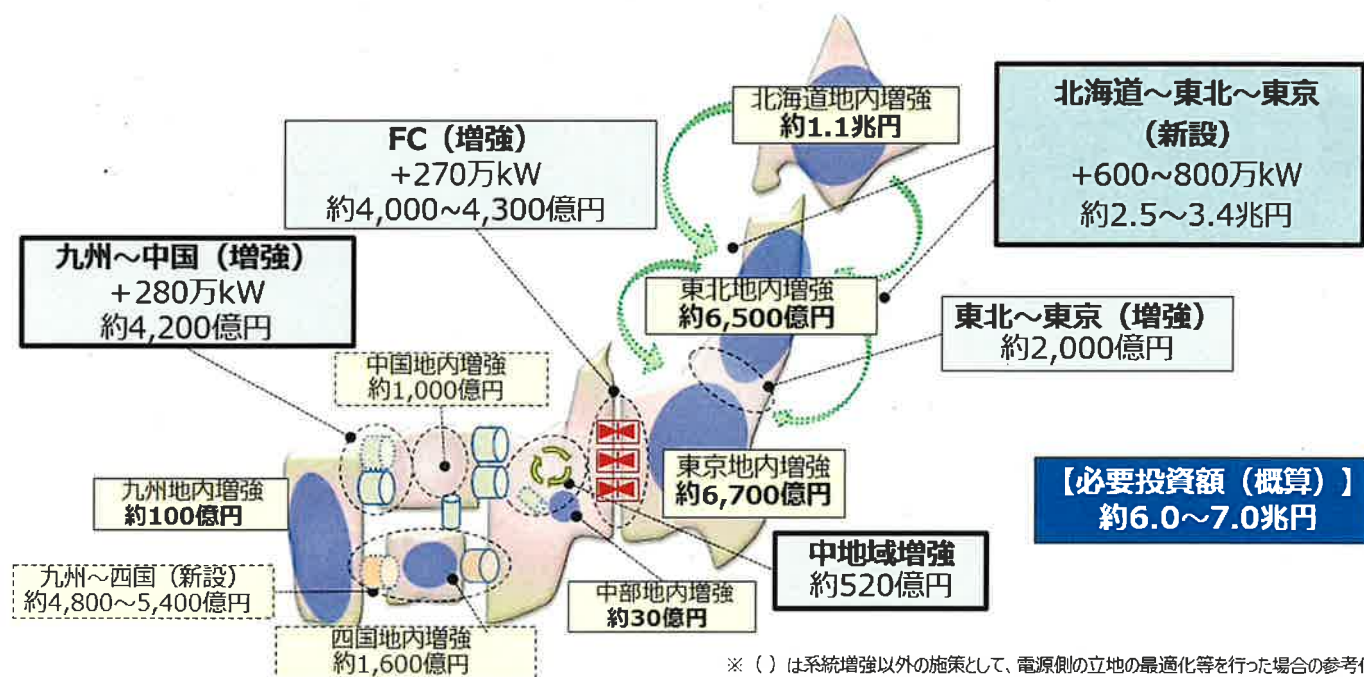 北海道地内増強
約1.1兆円
北海道～東北～東京
（新設）
+600～800万kW
約2.5～3.4兆円
FC（増強）
+270万kW
約4,000～4,300億円
九州～中国（増強）
+280万kW
約4,200億円
東北地内増強
約6,500億円
東北～東京（増強）
約2,000億円
中国地内増強
約1,000億円
九州地内増強
約100億円
東京地内増強
約6,700億円
【必要投資額（概算）】
約6.0～7.0兆円
中地域増強
約520億円
九州～四国（新設）
約4,800～5,400億円
中部地内増強
約30億円
四国地内増強
約1,600億円
※（ ）は系統増強以外の施策として、電源側の立地の最適化等を行った場合の参考